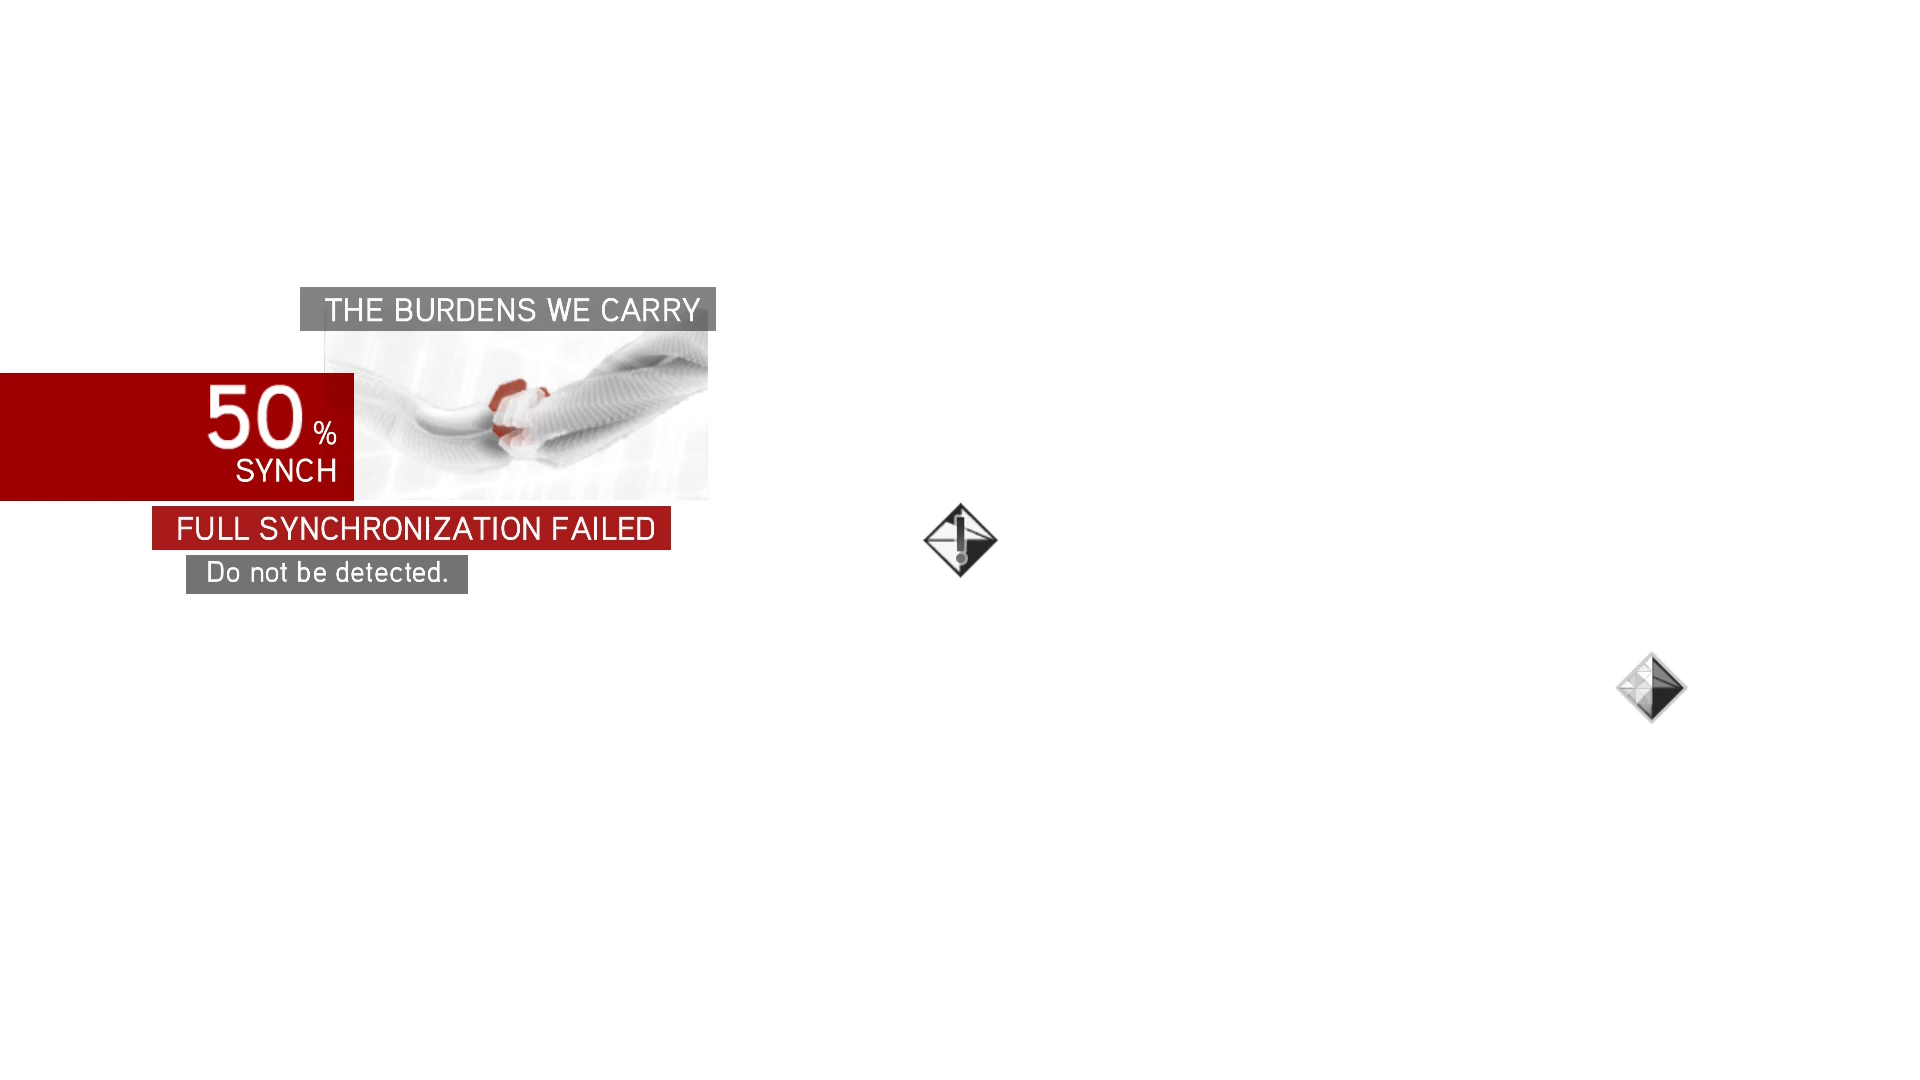 THE BURDENS WE CARRY
50 %
SYNCH
FULL SYNCHRONIZATION FAILED
Do not be detected.